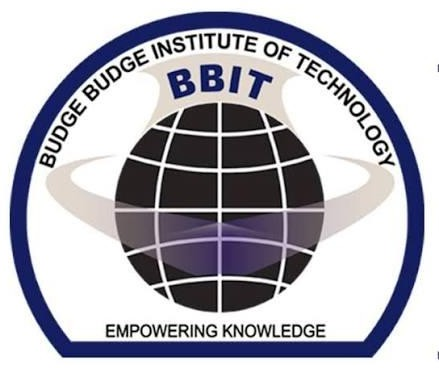 BUDGE BUDGE INSTITUTE OF TECHNOLOGY
BBIT
EMPOWERING KNOWLEDGE